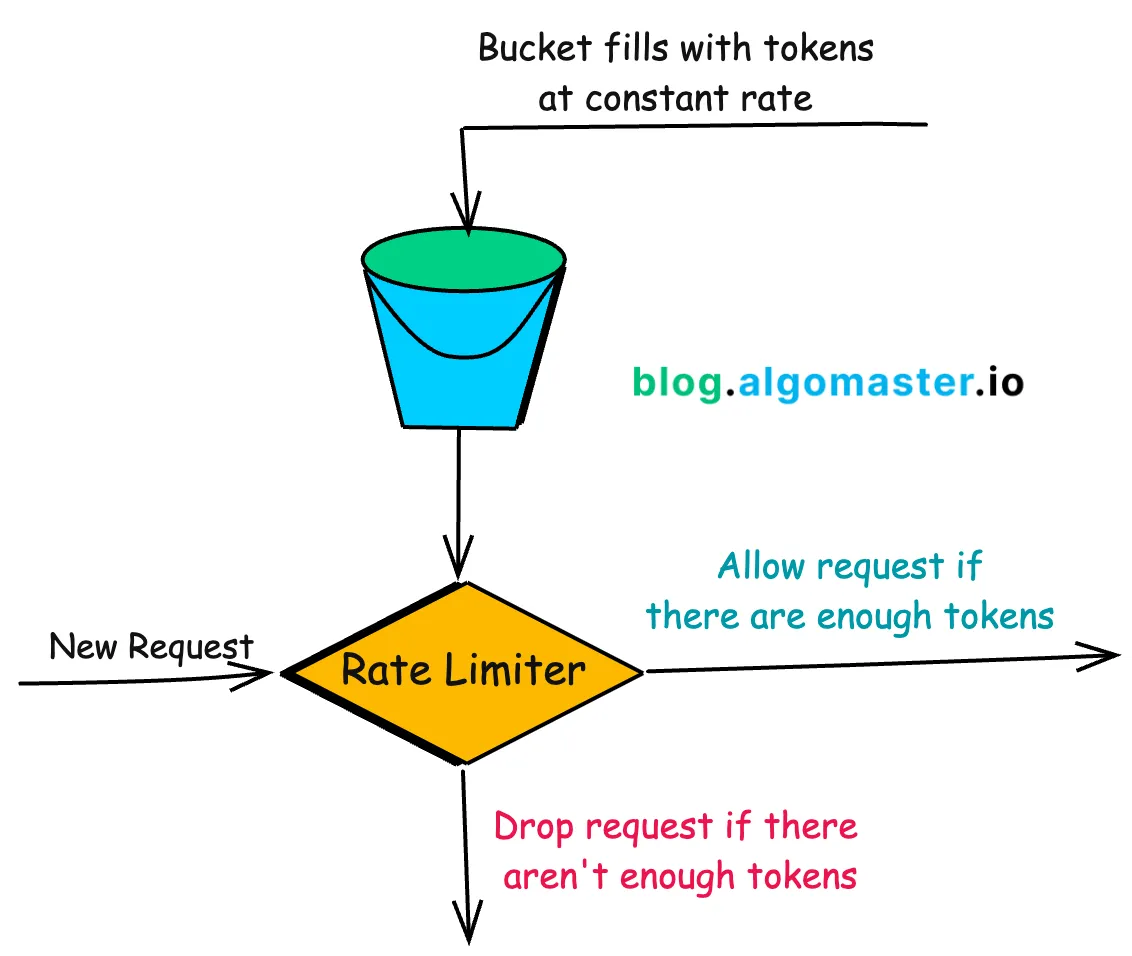 Bucket fills with tokens
at constant rate
blog.algomaster.io
Allow request if
there are enough tokens
New Request
Rate Limiter
Drop request if there
aren't enough tokens